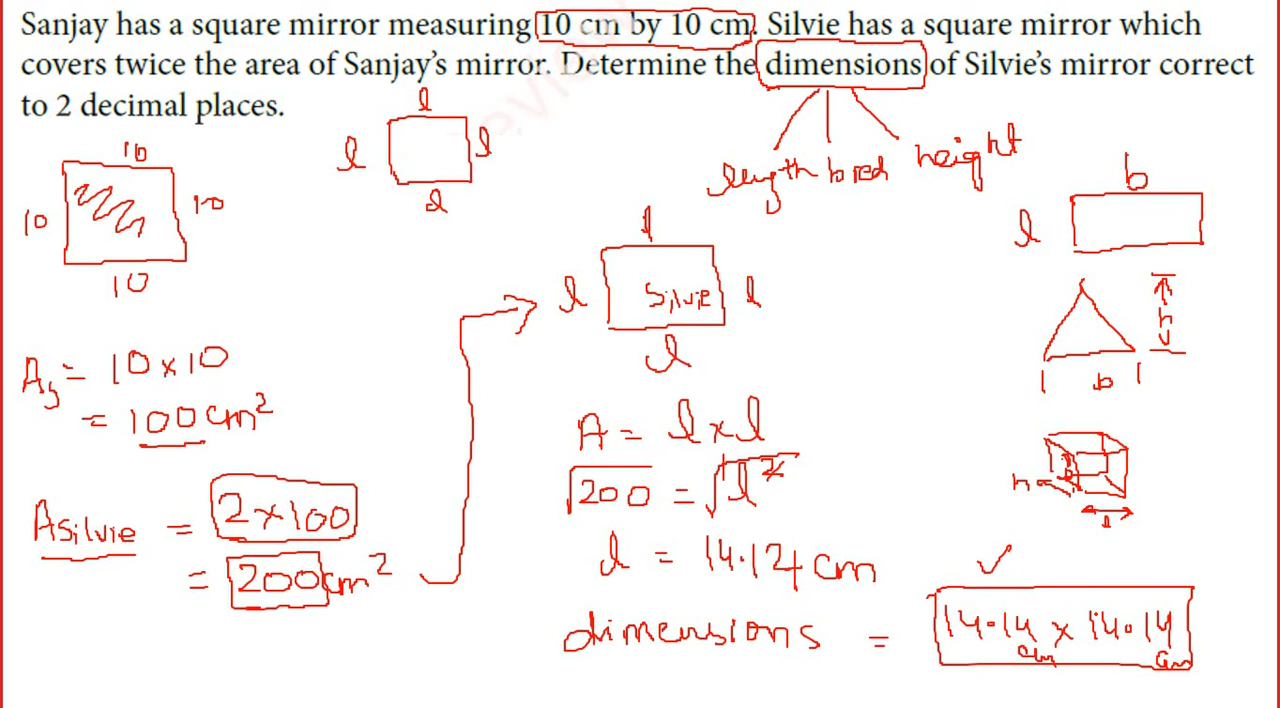 Sanjay has a square mirror measuring 10 cm by 10 cm. Silvie has a square mirror which
covers twice the area of Sanjay's mirror. Determine the dimensions of Silvie's mirror correct
to 2 decimal places.
l
l l
l
10
10 10
10
length bred height
b
l
l
l Silvie l
l
h
b
A = 10 x 10
= 100 cm²
A = l x l
√200 = √l²
h
l
Asilvie = 2 x 100
= 200 cm²
l = 14.14 cm ✓
dimensions = 14.14 cm x 14.14 cm